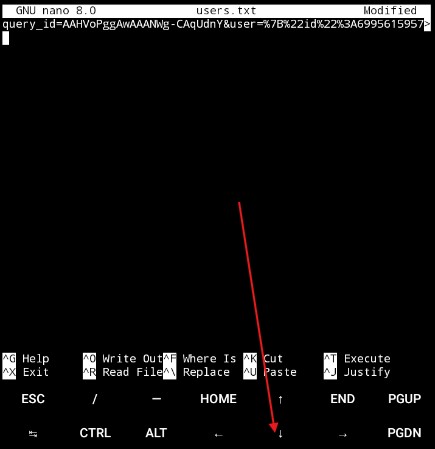 GNU nano 8.0 users.txt Modified
query_id=AAHVoPggAwAAANWg-CAqUdnY&user=%7B%22id%22%3A6995615957>
^G Help ^O Write Out ^F Where Is ^K Cut ^T Execute
^X Exit ^R Read File ^\ Replace ^U Paste ^J Justify
ESC / — HOME ↑ END PGUP
↹ CTRL ALT ← ↓ → PGDN